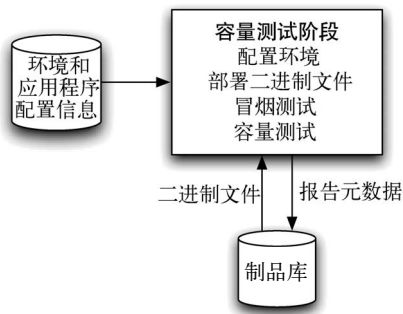 容量测试阶段
配置环境
部署二进制文件
冒烟测试
容量测试
环境和
应用程序
配置信息
二进制文件
报告元数据
制品库